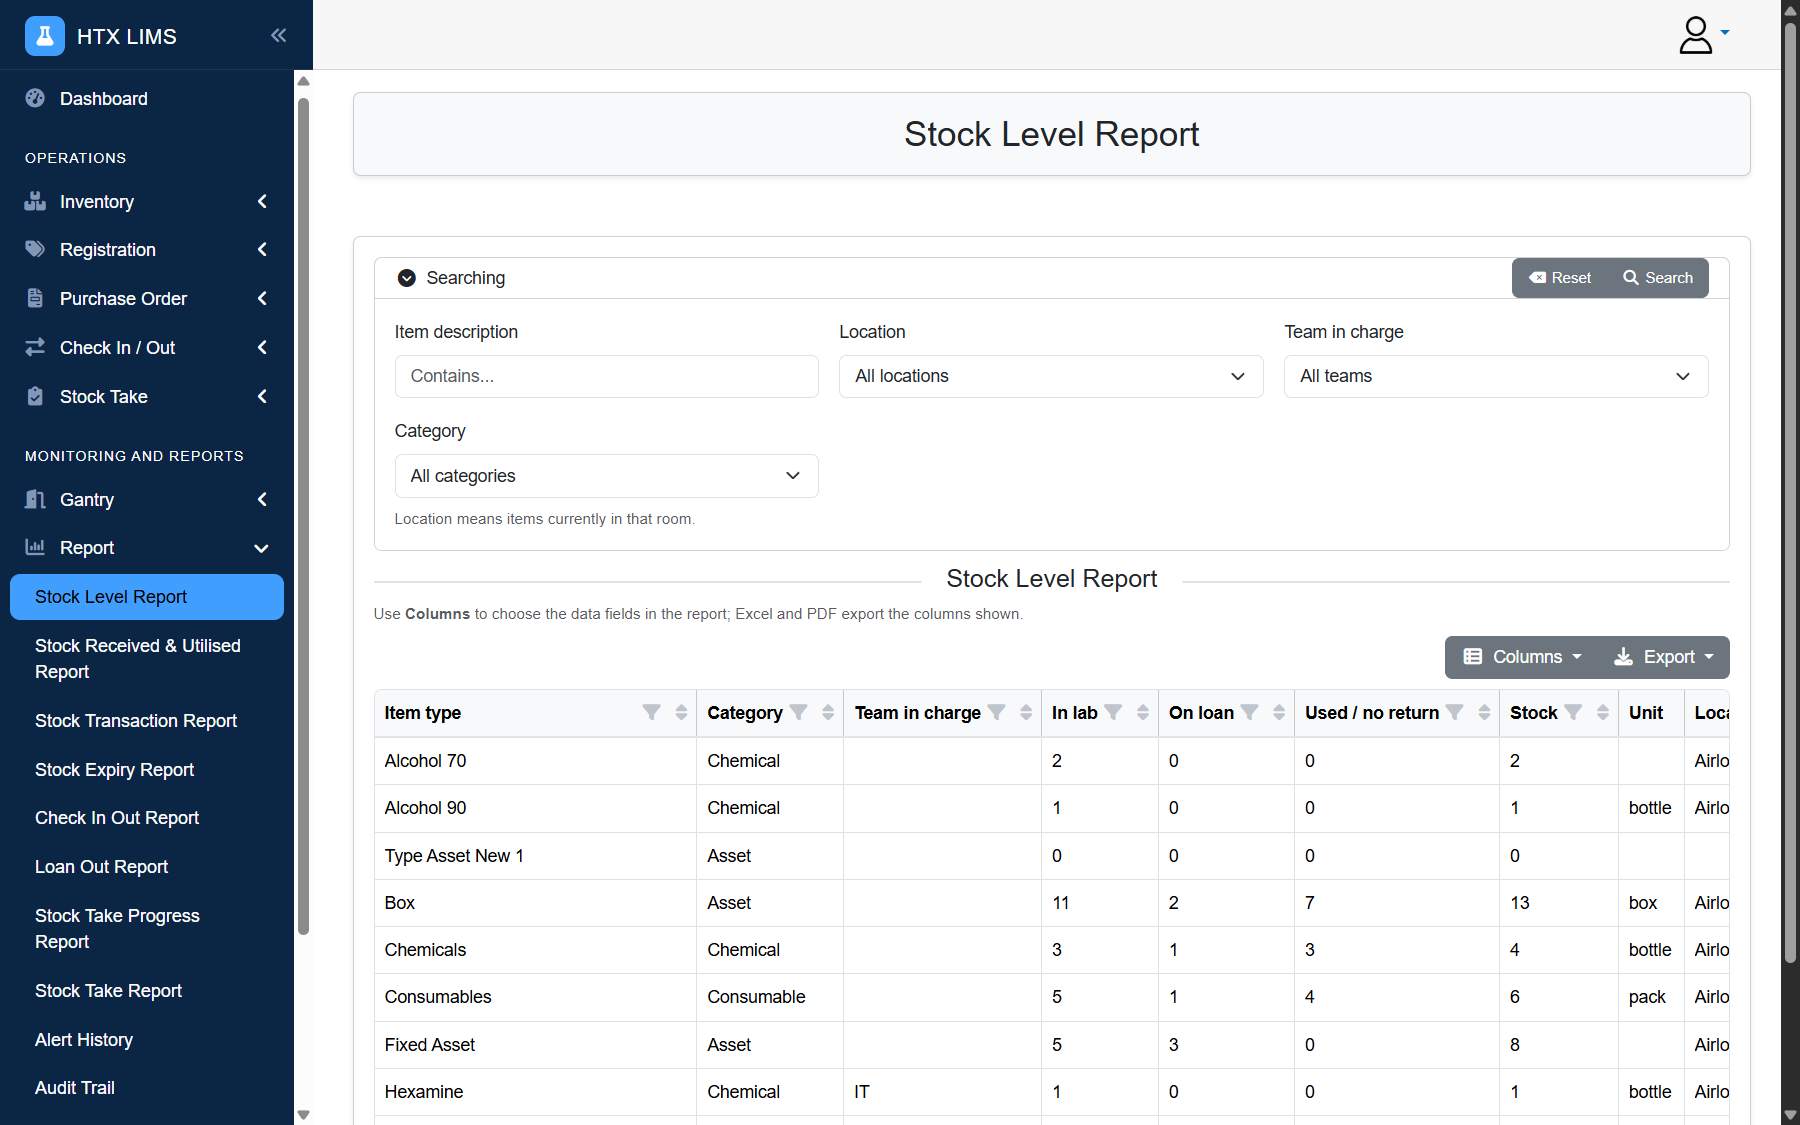 HTX LIMS
Dashboard
OPERATIONS
Inventory
Registration
Purchase Order
Check In / Out
Stock Take
MONITORING AND REPORTS
Gantry
Report
Stock Level Report
Stock Received & Utilised
Report
Stock Transaction Report
Stock Expiry Report
Check In Out Report
Loan Out Report
Stock Take Progress
Report
Stock Take Report
Alert History
Audit Trail
Stock Level Report
Searching
Reset
Search
Item description
Location
Team in charge
Contains...
All locations
All teams
Category
All categories
Location means items currently in that room.
Stock Level Report
Use Columns to choose the data fields in the report; Excel and PDF export the columns shown.
Columns
Export
Item type Category Team in charge In lab On loan Used / no return Stock Unit Loca
Alcohol 70 Chemical 2 0 0 2 Airlo
Alcohol 90 Chemical 1 0 0 1 bottle Airlo
Type Asset New 1 Asset 0 0 0 0
Box Asset 11 2 7 13 box Airlo
Chemicals Chemical 3 1 3 4 bottle Airlo
Consumables Consumable 5 1 4 6 pack Airlo
Fixed Asset Asset 5 3 0 8 Airlo
Hexamine Chemical IT 1 0 0 1 bottle Airlo